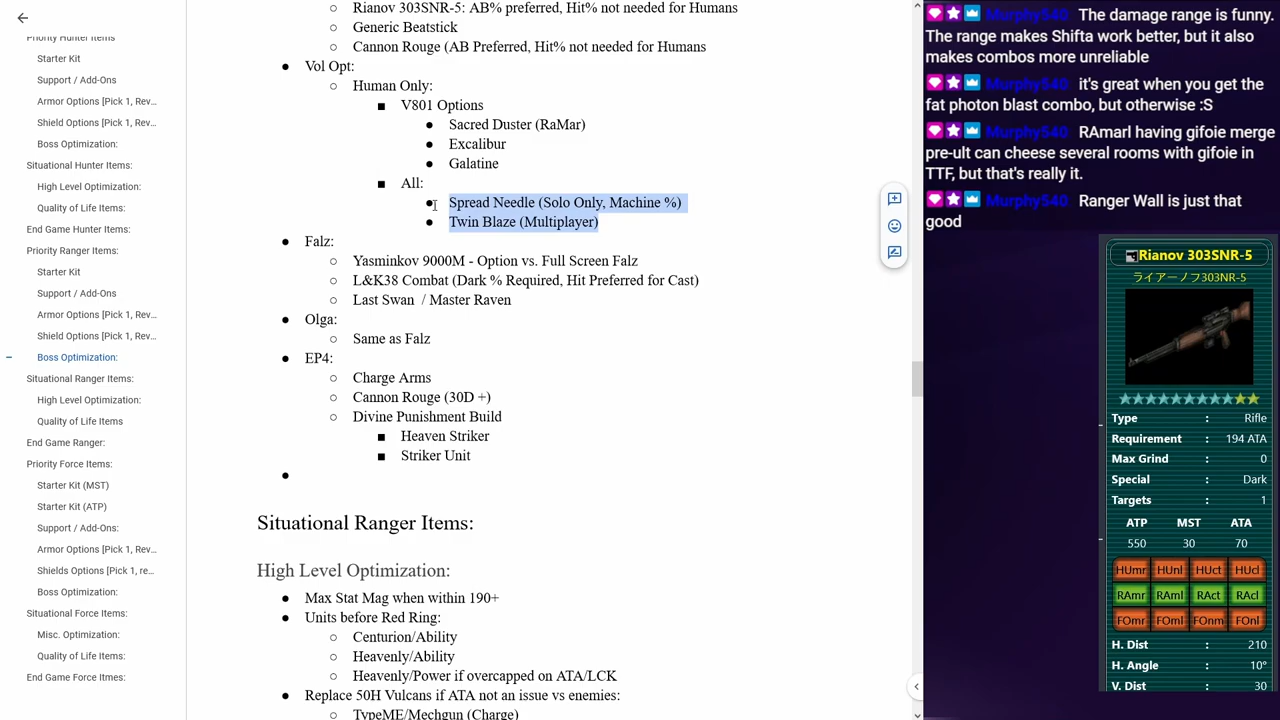 Priority Hunter Items
Starter Kit
Support / Add-Ons
Armor Options [Pick 1, Rev...
Shield Options [Pick 1, Rev...
Boss Optimization:
Situational Hunter Items:
High Level Optimization:
Quality of Life Items:
End Game Hunter Items:
Priority Ranger Items:
Starter Kit
Support / Add-Ons:
Armor Options [Pick 1, Rev...
Shield Options [Pick 1, Rev...
Boss Optimization:
Situational Ranger Items:
High Level Optimization:
Quality of Life Items
End Game Ranger:
Priority Force Items:
Starter Kit (MST)
Starter Kit (ATP)
Support / Add-Ons:
Armor Options [Pick 1, Rev...
Shields Options [Pick 1, re...
Boss Optimization:
Situational Force Items:
Misc. Optimization:
Quality of Life Items:
End Game Force Itmes:
Rianov 303SNR-5: AB% preferred, Hit% not needed for Humans
Generic Beatstick
Cannon Rouge (AB Preferred, Hit% not needed for Humans
Vol Opt:
Human Only:
V801 Options
Sacred Duster (RaMar)
Excalibur
Galatine
All:
Spread Needle (Solo Only, Machine %)
Twin Blaze (Multiplayer)
Falz:
Yasminkov 9000M - Option vs. Full Screen Falz
L&K38 Combat (Dark % Required, Hit Preferred for Cast)
Last Swan / Master Raven
Olga:
Same as Falz
EP4:
Charge Arms
Cannon Rouge (30D +)
Divine Punishment Build
Heaven Striker
Striker Unit
Situational Ranger Items:
High Level Optimization:
Max Stat Mag when within 190+
Units before Red Ring:
Centurion/Ability
Heavenly/Ability
Heavenly/Power if overcapped on ATA/LCK
Replace 50H Vulcans if ATA not an issue vs enemies:
TypeME/Mechgun (Charge)
Murphy540 The damage range is funny.
The range makes Shifta work better, but it also
makes combos more unreliable
Murphy540 it's great when you get the
fat photon blast combo, but otherwise :S
Murphy540 RAmarl having gifoie merge
pre-ult can cheese several rooms with gifoie in
TTF, but that's really it.
Murphy540 Ranger Wall is just that
good
Rianov 303SNR-5
ライアーノフ303NR-5
Type : Rifle
Requirement : 194 ATA
Max Grind : 0
Special : Dark
Targets : 1
ATP MST ATA
550 30 70
HUmr HUnl HUct HUcl
RAmr RAml RAct RAcl
FOmr FOml FOnm FOnl
H. Dist : 210
H. Angle : 10°
V. Dist : 30